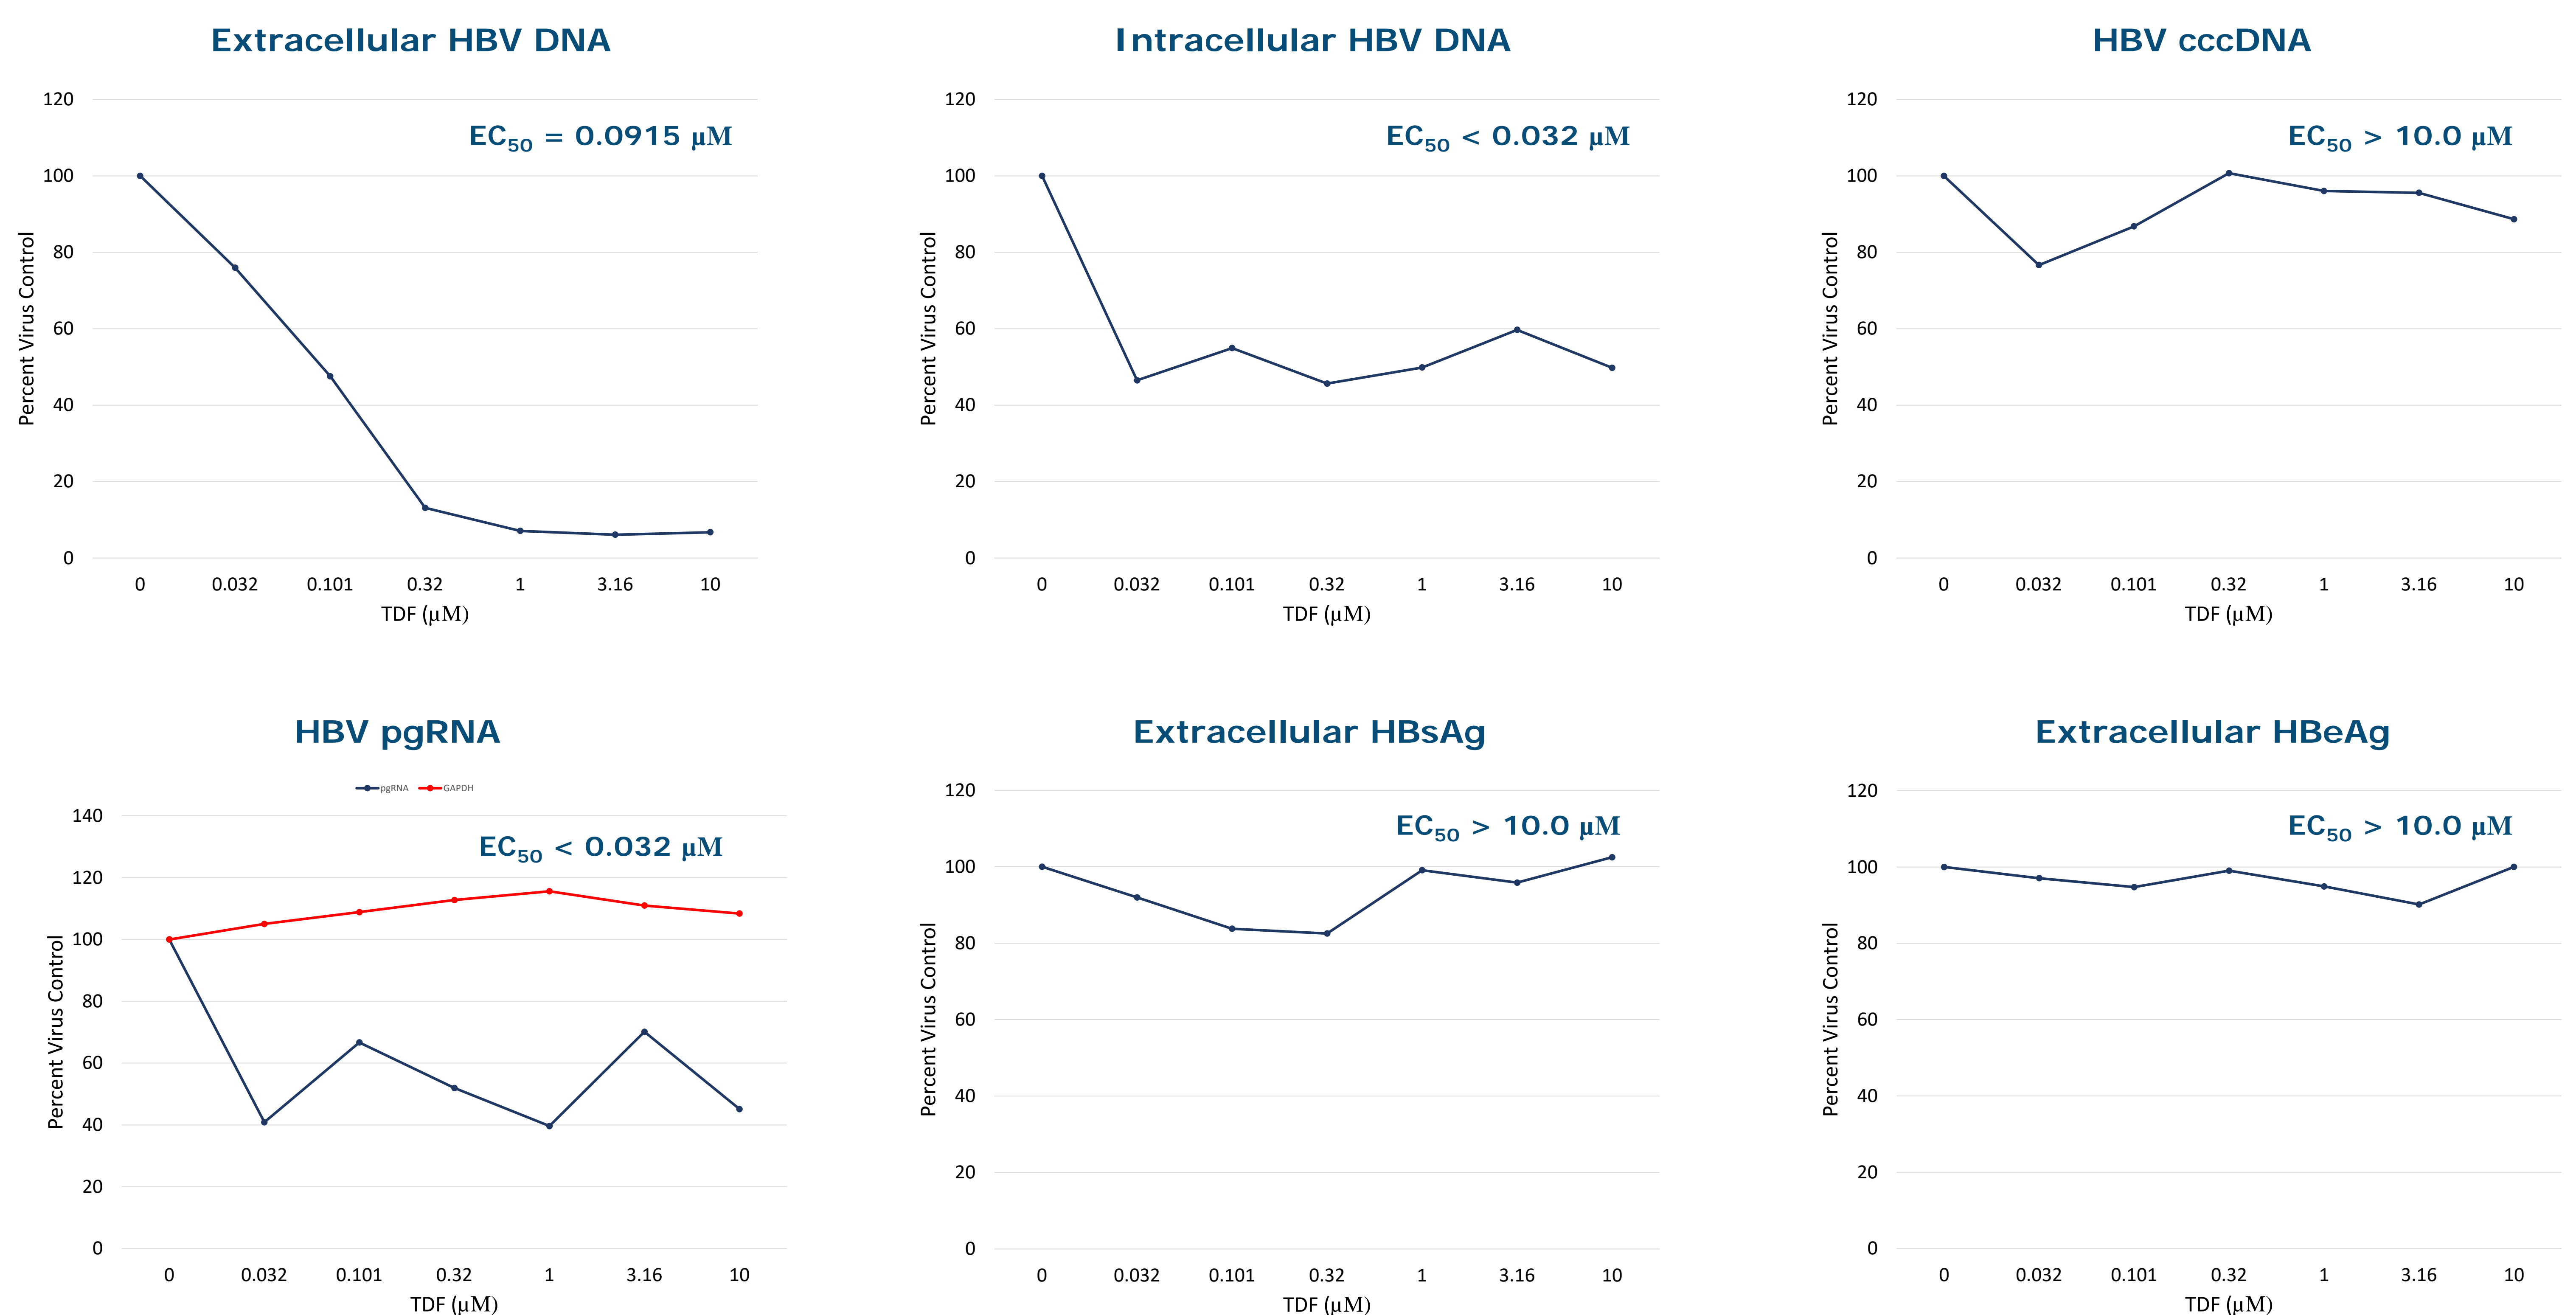 Extracellular HBV DNA
EC50 = 0.0915 µM
120
100
80
60
40
20
0
Percent Virus Control
0 0.032 0.101 0.32 1 3.16 10
TDF (µM)
Intracellular HBV DNA
EC50 < 0.032 µM
120
100
80
60
40
20
0
Percent Virus Control
0 0.032 0.101 0.32 1 3.16 10
TDF (µM)
HBV cccDNA
EC50 > 10.0 µM
120
100
80
60
40
20
0
Percent Virus Control
0 0.032 0.101 0.32 1 3.16 10
TDF (µM)
HBV pgRNA
pgRNA GAPDH
EC50 < 0.032 µM
140
120
100
80
60
40
20
0
Percent Virus Control
0 0.032 0.101 0.32 1 3.16 10
TDF (µM)
Extracellular HBsAg
EC50 > 10.0 µM
120
100
80
60
40
20
0
Percent Virus Control
0 0.032 0.101 0.32 1 3.16 10
TDF (µM)
Extracellular HBeAg
EC50 > 10.0 µM
120
100
80
60
40
20
0
Percent Virus Control
0 0.032 0.101 0.32 1 3.16 10
TDF (µM)